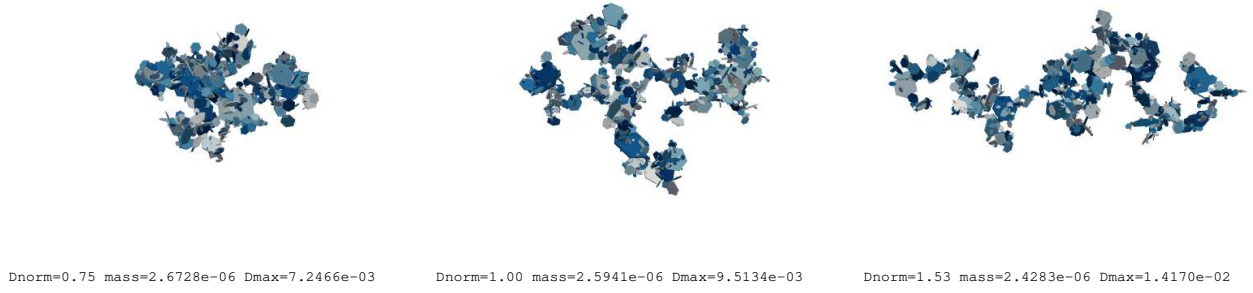 Dnorm=0.75 mass=2.6728e-06 Dmax=7.2466e-03
Dnorm=1.00 mass=2.5941e-06 Dmax=9.5134e-03
Dnorm=1.53 mass=2.4283e-06 Dmax=1.4170e-02